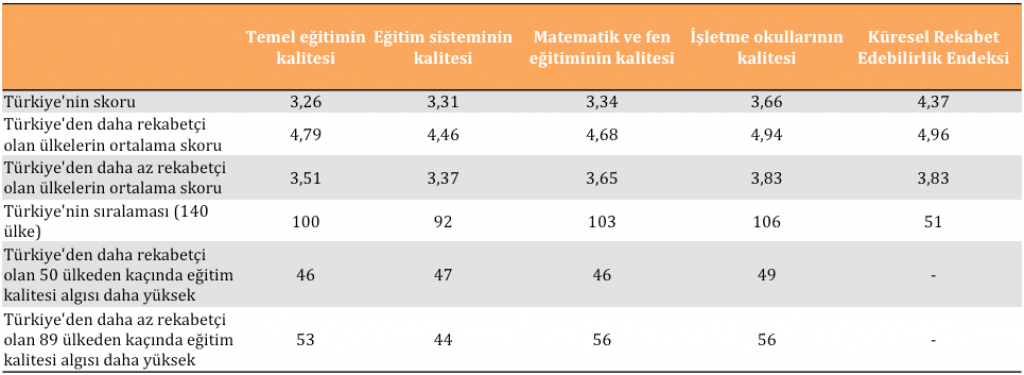 Temel eğitimin kalitesi
Eğitim sisteminin kalitesi
Matematik ve fen eğitiminin kalitesi
İşletme okullarının kalitesi
Küresel Rekabet Edebilirlik Endeksi
Türkiye'nin skoru 3,26 3,31 3,34 3,66 4,37
Türkiye'den daha rekabetçi
olan ülkelerin ortalama skoru 4,79 4,46 4,68 4,94 4,96
Türkiye'den daha az rekabetçi
olan ülkelerin ortalama skoru 3,51 3,37 3,65 3,83 3,83
Türkiye'nin sıralaması (140
ülke) 100 92 103 106 51
Türkiye'den daha rekabetçi
olan 50 ülkeden kaçında eğitim 46 47 46 49 -
kalitesi algısı daha yüksek
Türkiye'den daha az rekabetçi
olan 89 ülkeden kaçında eğitim 53 44 56 56 -
kalitesi algısı daha yüksek